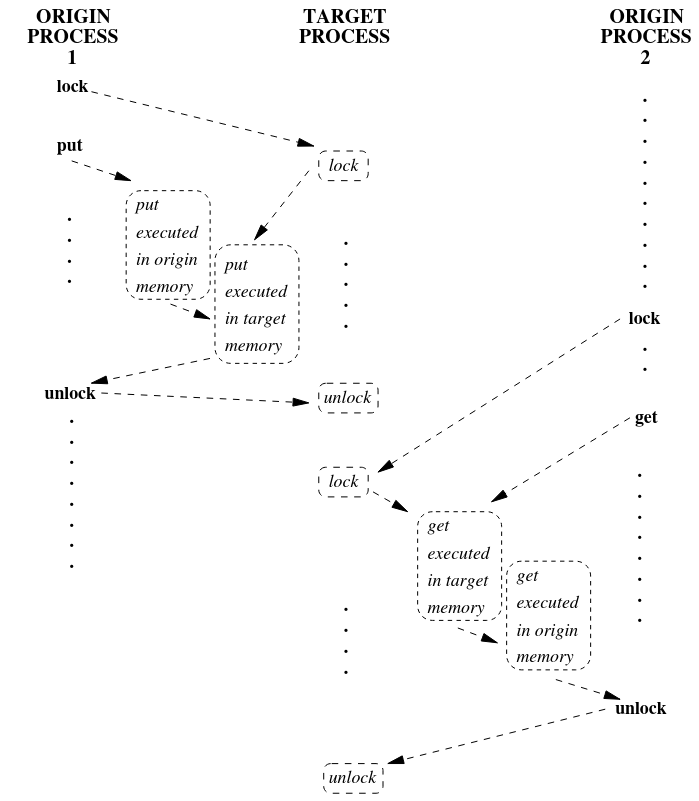 ORIGIN
PROCESS
1
TARGET
PROCESS
ORIGIN
PROCESS
2
lock
put
lock
put
executed
in origin
memory
put
executed
in target
memory
lock
unlock
unlock
get
lock
get
executed
in target
memory
get
executed
in origin
memory
unlock
unlock